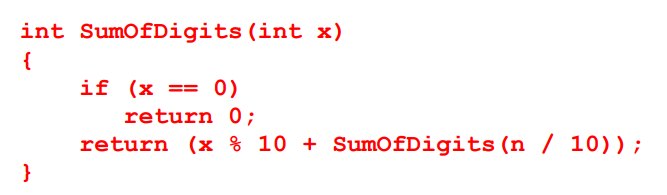 int SumOfDigits(int x)
{
if (x == 0)
return 0;
return (x % 10 + SumOfDigits(n / 10));
}